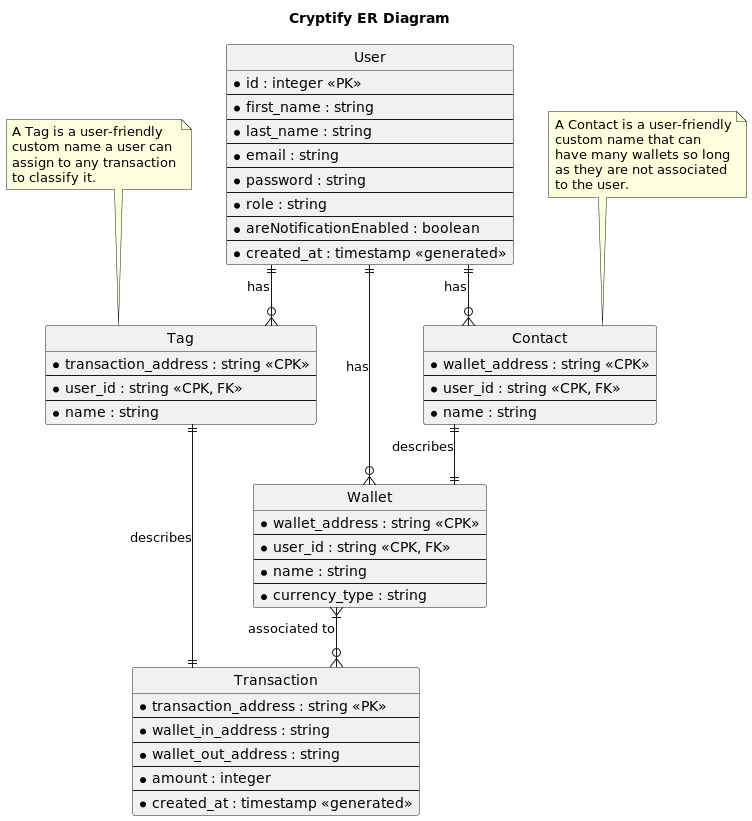 Cryptify ER Diagram
User
id : integer «PK»
first_name : string
last_name : string
email : string
password : string
role : string
areNotificationEnabled : boolean
created_at : timestamp «generated»
A Tag is a user-friendly
custom name a user can
assign to any transaction
to classify it.
A Contact is a user-friendly
custom name that can
have many wallets so long
as they are not associated
to the user.
has
has
has
Tag
transaction_address : string «CPK»
user_id : string «CPK, FK»
name : string
Contact
wallet_address : string «CPK»
user_id : string «CPK, FK»
name : string
describes
describes
Wallet
wallet_address : string «CPK»
user_id : string «CPK, FK»
name : string
currency_type : string
associated to
Transaction
transaction_address : string «PK»
wallet_in_address : string
wallet_out_address : string
amount : integer
created_at : timestamp «generated»